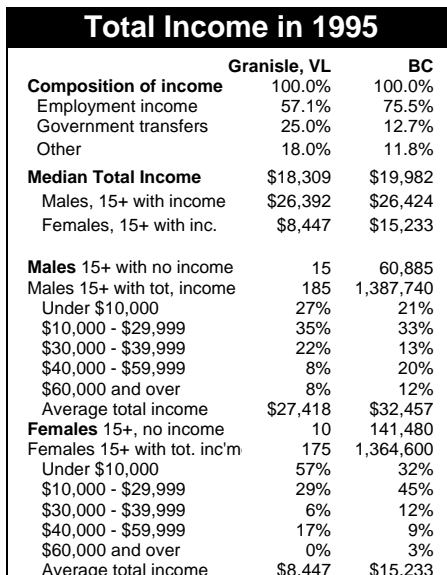 Total Income in 1995
Granisle, VL BC
Composition of income 100.0% 100.0%
Employment income 57.1% 75.5%
Government transfers 25.0% 12.7%
Other 18.0% 11.8%
Median Total Income $18,309 $19,982
Males, 15+ with income $26,392 $26,424
Females, 15+ with inc. $8,447 $15,233
Males 15+ with no income 15 60,885
Males 15+ with tot, income 185 1,387,740
Under $10,000 27% 21%
$10,000 - $29,999 35% 33%
$30,000 - $39,999 22% 13%
$40,000 - $59,999 8% 20%
$60,000 and over 8% 12%
Average total income $27,418 $32,457
Females 15+, no income 10 141,480
Females 15+ with tot. inc'm 175 1,364,600
Under $10,000 57% 32%
$10,000 - $29,999 29% 45%
$30,000 - $39,999 6% 12%
$40,000 - $59,999 17% 9%
$60,000 and over 0% 3%
Average total income $8,447 $15,233